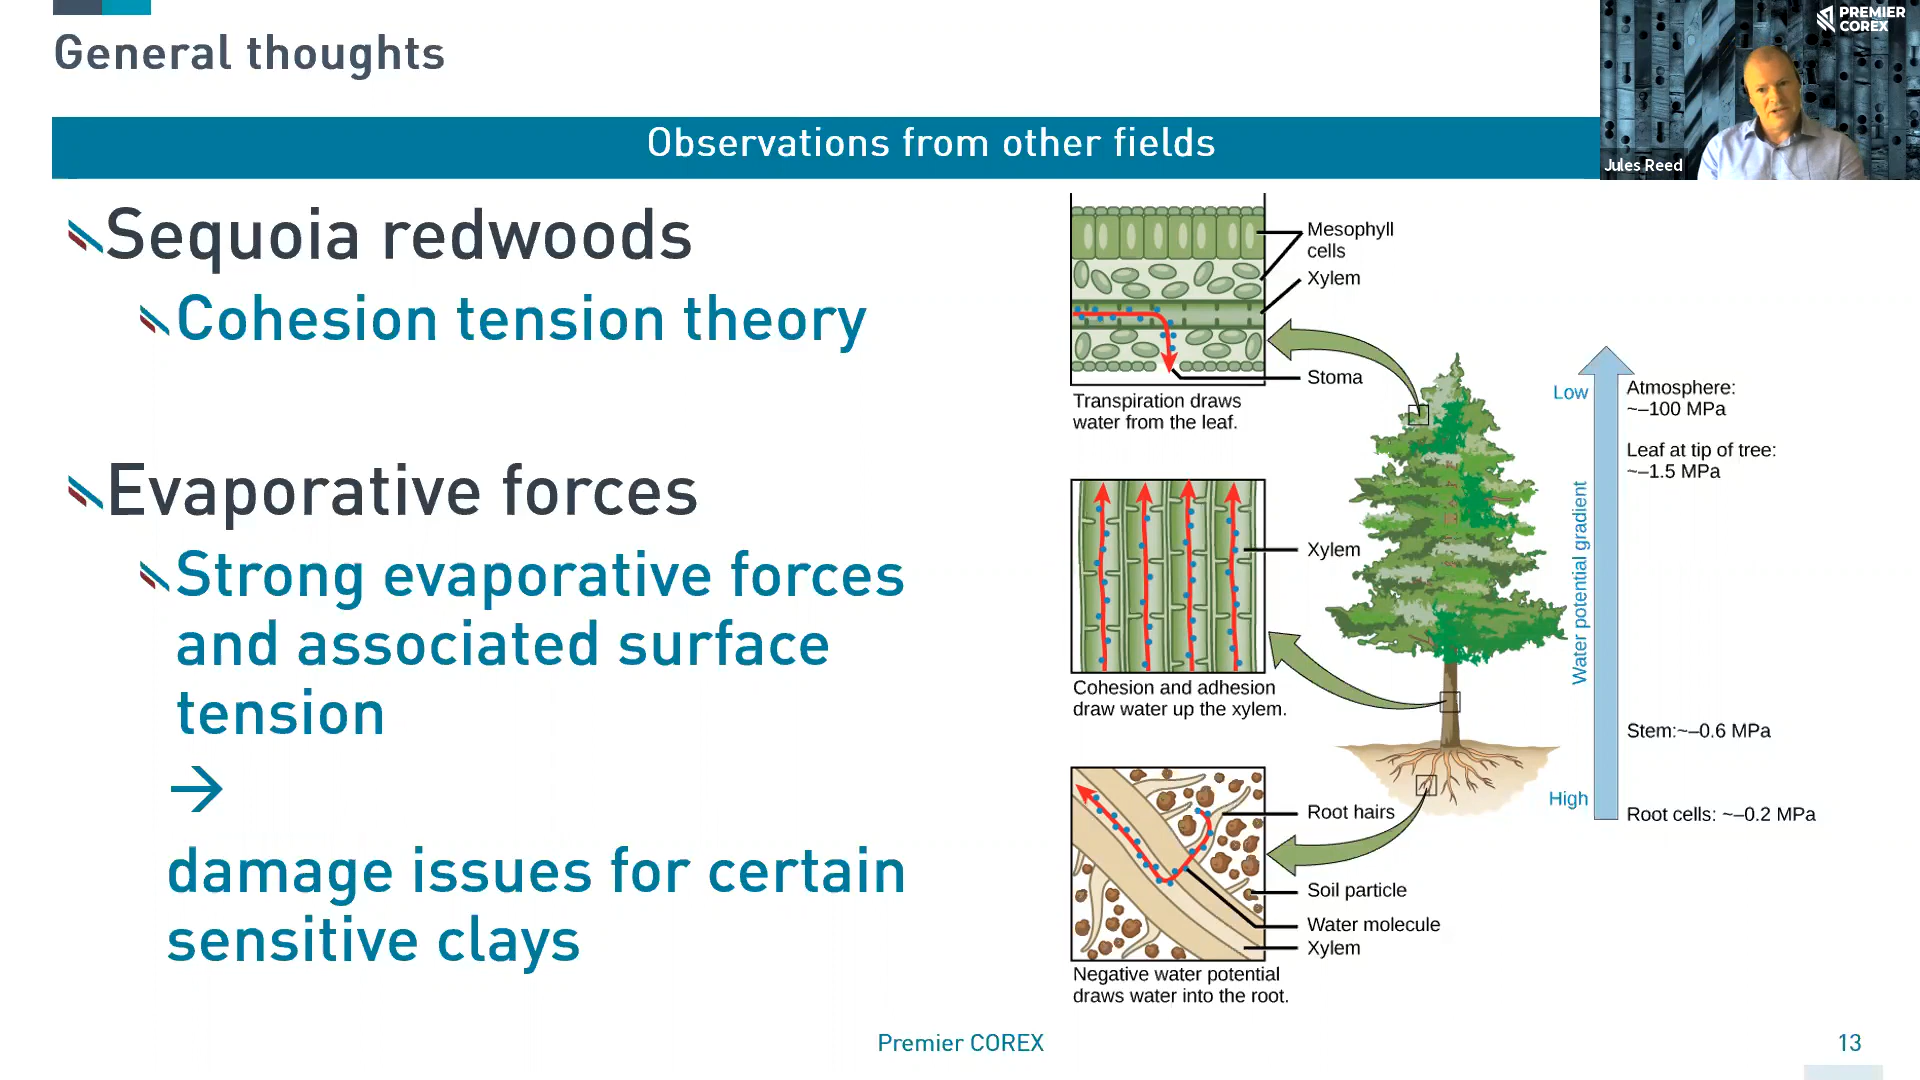 General thoughts
PREMIER
COREX
Jules Reed
Observations from other fields
Sequoia redwoods
Cohesion tension theory
Evaporative forces
Strong evaporative forces
and associated surface
tension
→
damage issues for certain
sensitive clays
Mesophyll
cells
Xylem
Stoma
Transpiration draws
water from the leaf.
Xylem
Cohesion and adhesion
draw water up the xylem.
Root hairs
Soil particle
Water molecule
Xylem
Negative water potential
draws water into the root.
Low
Water potential gradient
High
Atmosphere:
~–100 MPa
Leaf at tip of tree:
~–1.5 MPa
Stem:~–0.6 MPa
Root cells: ~–0.2 MPa
Premier COREX
13